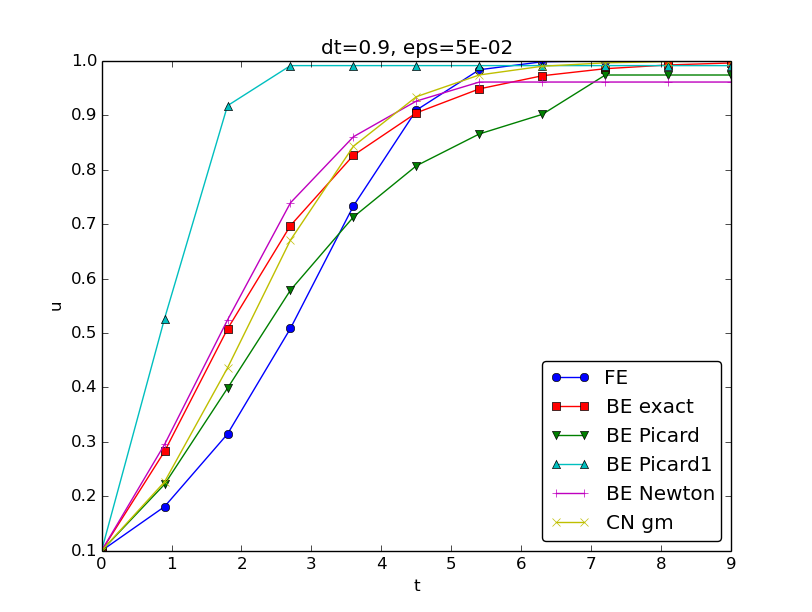 dt=0.9, eps=5E-02
1.0
0.9
0.8
0.7
0.6
0.5
0.4
0.3
0.2
0.1
u
0 1 2 3 4 5 6 7 8 9
t
FE
BE exact
BE Picard
BE Picard1
BE Newton
CN gm